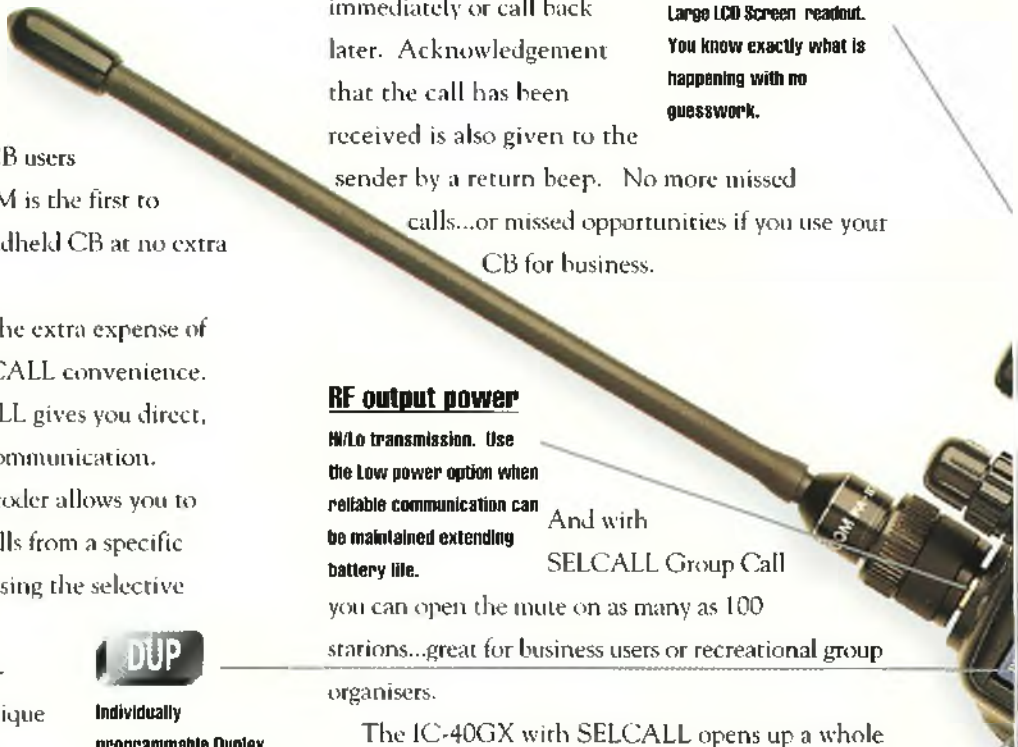 B users
M is the first to
dheld CB at no extra
he extra expense of
CALL convenience.
LL gives you direct,
ommunication.
oder allows you to
lls from a specific
sing the selective
ique
DUP
Individually
programmable Duplex
immediately or call back
later. Acknowledgement
that the call has been
received is also given to the
sender by a return beep. No more missed
calls...or missed opportunities if you use your
CB for business.
Large LCD Screen readout.
You know exactly what is
happening with no
guesswork.
RF output power
Hi/Lo transmission. Use
the Low power option when
reliable communication can
be maintained extending
battery life.
And with
SELCALL Group Call
you can open the mute on as many as 100
stations...great for business users or recreational group
organisers.
The IC-40GX with SELCALL opens up a whole